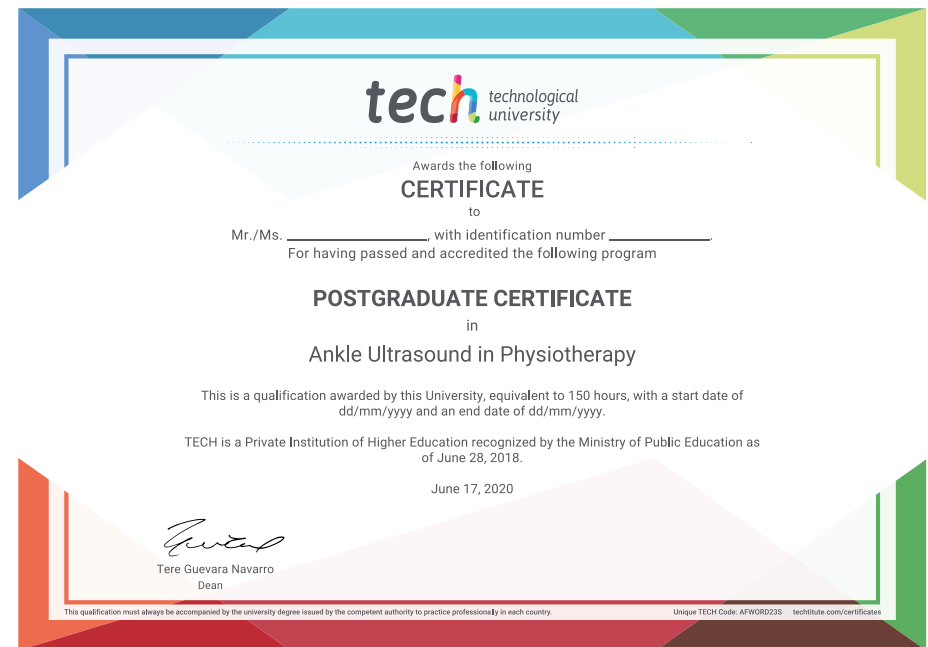 tech technological
university
Awards the following
CERTIFICATE
to
Mr./Ms. ____________________, with identification number ______________.
For having passed and accredited the following program
POSTGRADUATE CERTIFICATE
in
Ankle Ultrasound in Physiotherapy
This is a qualification awarded by this University, equivalent to 150 hours, with a start date of
dd/mm/yyyy and an end date of dd/mm/yyyy.
TECH is a Private Institution of Higher Education recognized by the Ministry of Public Education as
of June 28, 2018.
June 17, 2020
Tere Guevara Navarro
Dean
This qualification must always be accompanied by the university degree issued by the competent authority to practice professionally in each country.
Unique TECH Code: AFWORD23S techtitute.com/certificates